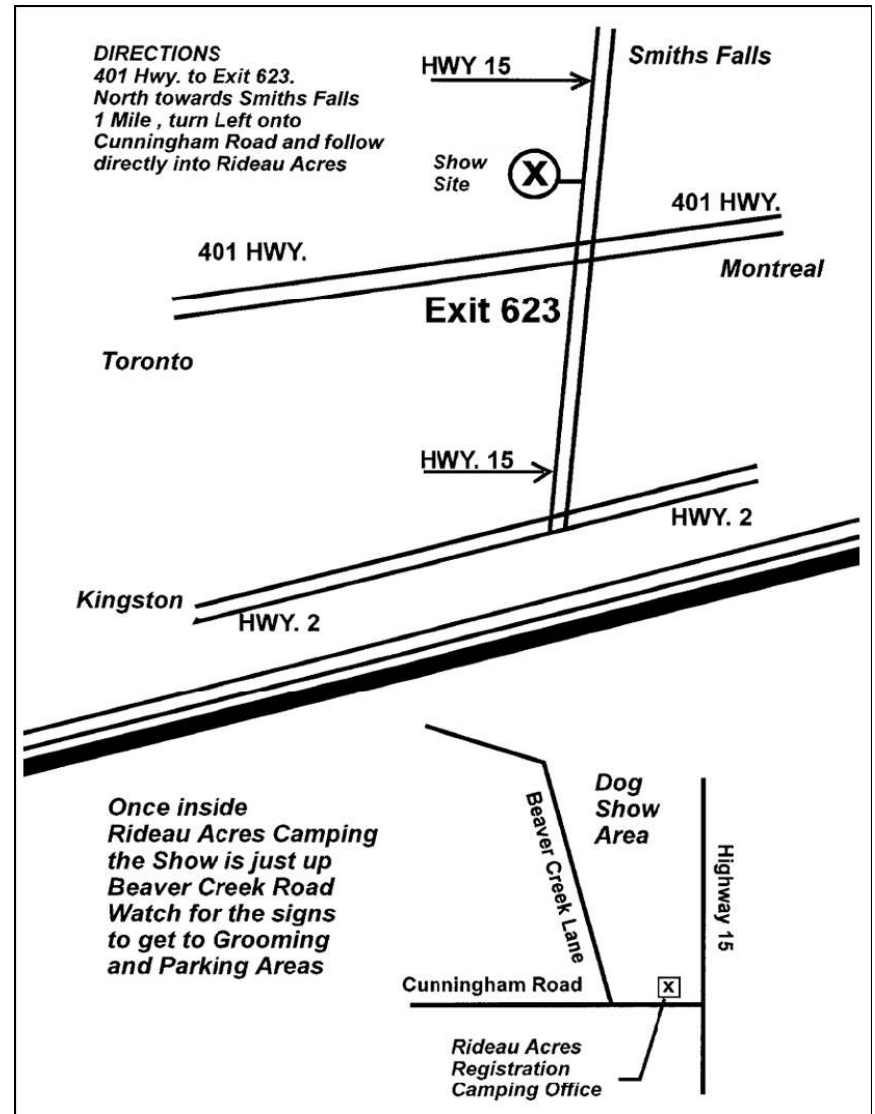 DIRECTIONS
401 Hwy. to Exit 623.
North towards Smiths Falls
1 Mile , turn Left onto
Cunningham Road and follow
directly into Rideau Acres
HWY 15
Smiths Falls
Show
Site
X
401 HWY.
401 HWY.
Montreal
Exit 623
Toronto
HWY. 15
HWY. 2
Kingston
HWY. 2
Once inside
Rideau Acres Camping
the Show is just up
Beaver Creek Road
Watch for the signs
to get to Grooming
and Parking Areas
Dog
Show
Area
Beaver Creek Lane
Highway 15
Cunningham Road
X
Rideau Acres
Registration
Camping Office